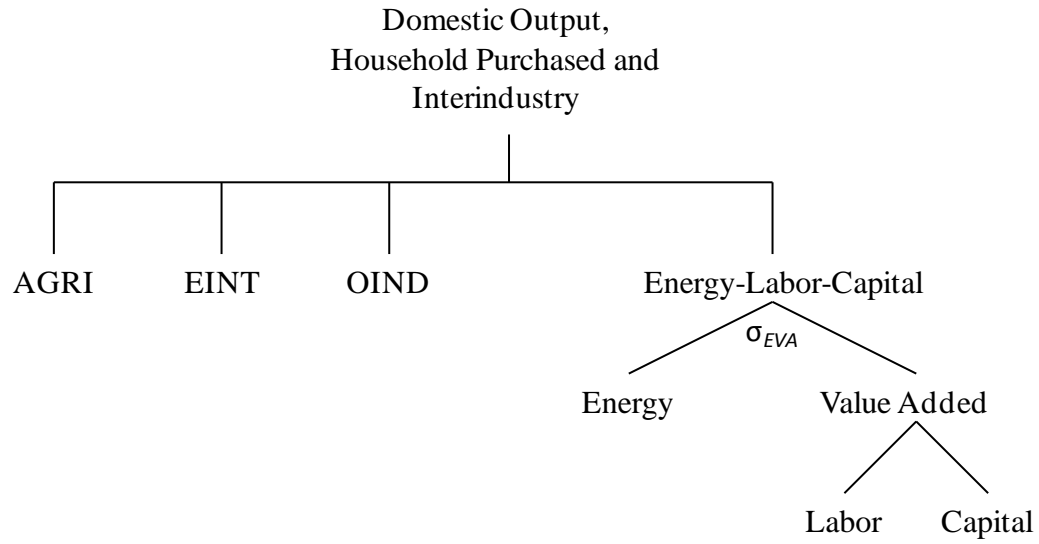 Domestic Output,
Household Purchased and
Interindustry
AGRI
EINT
OIND
Energy-Labor-Capital
σEVA
Energy
Value Added
Labor
Capital